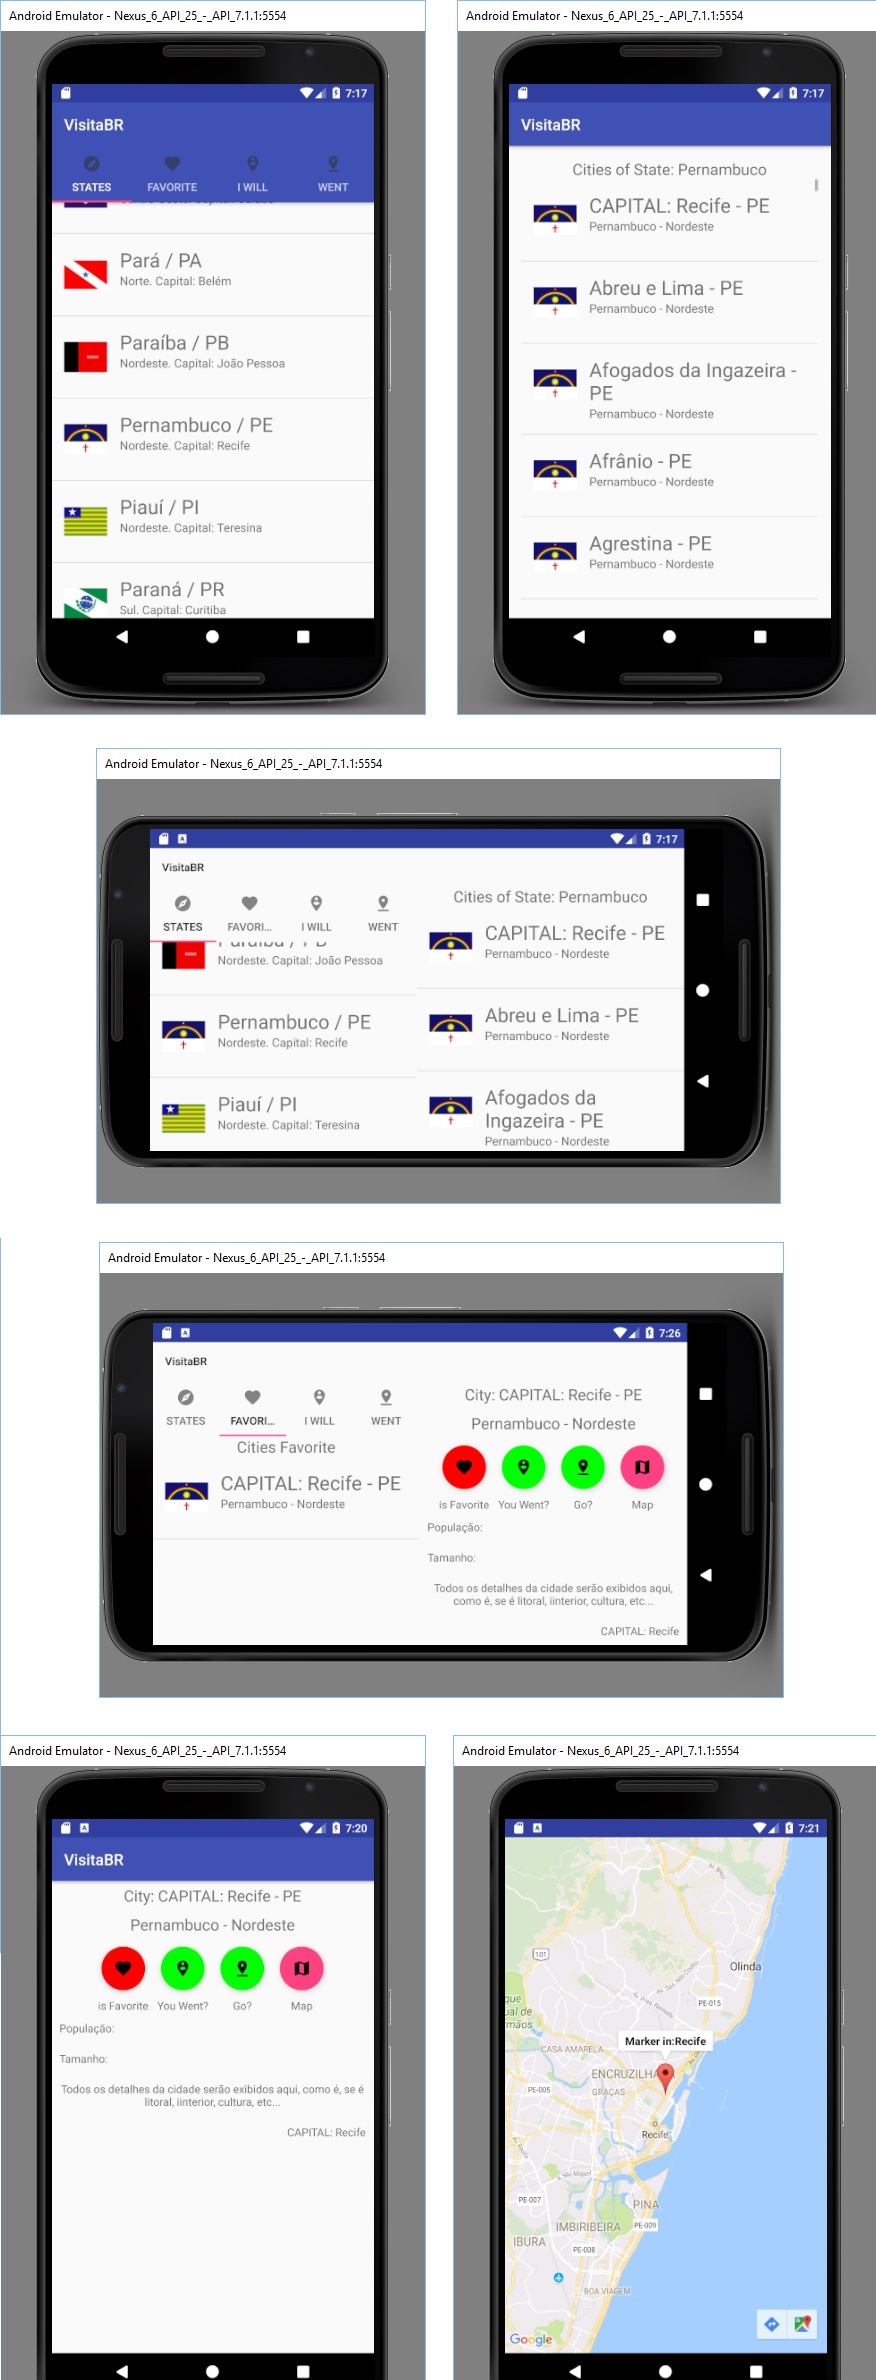 Android Emulator - Nexus_6_API_25_-_API_7.1.1:5554
7:17
VisitaBR
STATES
FAVORITE
I WILL
WENT
Pará / PA
Norte. Capital: Belém
Paraíba / PB
Nordeste. Capital: João Pessoa
Pernambuco / PE
Nordeste. Capital: Recife
Piauí / PI
Nordeste. Capital: Teresina
Paraná / PR
Sul. Capital: Curitiba
Android Emulator - Nexus_6_API_25_-_API_7.1.1:5554
7:17
VisitaBR
Cities of State: Pernambuco
CAPITAL: Recife - PE
Pernambuco - Nordeste
Abreu e Lima - PE
Pernambuco - Nordeste
Afogados da Ingazeira -
PE
Pernambuco - Nordeste
Afrânio - PE
Pernambuco - Nordeste
Agrestina - PE
Pernambuco - Nordeste
Android Emulator - Nexus_6_API_25_-_API_7.1.1:5554
7:17
VisitaBR
STATES
FAVORI...
I WILL
WENT
Paraíba / PB
Nordeste. Capital: João Pessoa
Pernambuco / PE
Nordeste. Capital: Recife
Piauí / PI
Nordeste. Capital: Teresina
Cities of State: Pernambuco
CAPITAL: Recife - PE
Pernambuco - Nordeste
Abreu e Lima - PE
Pernambuco - Nordeste
Afogados da
Ingazeira - PE
Pernambuco - Nordeste
Android Emulator - Nexus_6_API_25_-_API_7.1.1:5554
7:26
VisitaBR
STATES
FAVORI...
I WILL
WENT
Cities Favorite
CAPITAL: Recife - PE
Pernambuco - Nordeste
City: CAPITAL: Recife - PE
Pernambuco - Nordeste
is Favorite
You Went?
Go?
Map
População:
Tamanho:
Todos os detalhes da cidade serão exibidos aqui,
como é, se é litoral, iinterior, cultura, etc...
CAPITAL: Recife
Android Emulator - Nexus_6_API_25_-_API_7.1.1:5554
7:20
VisitaBR
City: CAPITAL: Recife - PE
Pernambuco - Nordeste
is Favorite
You Went?
Go?
Map
População:
Tamanho:
Todos os detalhes da cidade serão exibidos aqui, como é, se é
litoral, iinterior, cultura, etc...
CAPITAL: Recife
Android Emulator - Nexus_6_API_25_-_API_7.1.1:5554
7:21
101
Olinda
PE-015
Marker in:Recife
CASA AMARELA
ENCRUZILHA
PE-005
GRAÇAS
Recife
Av. São Miguel
PE-007
PINA
IMBIRIBEIRA
PE-009
IBURA
PE-008
BOA VIAGEM
Google